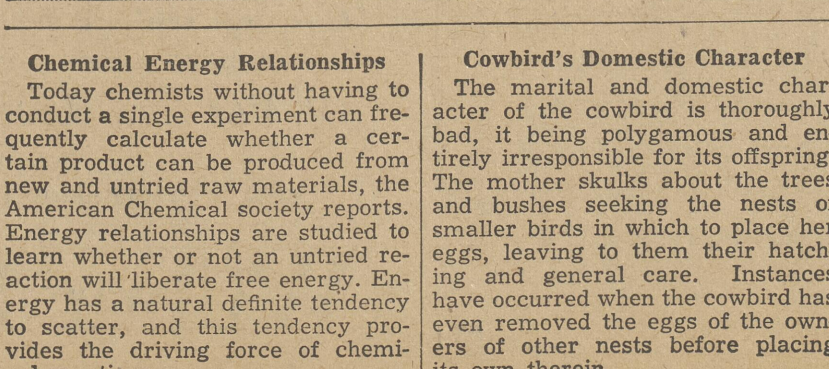 Chemical Energy Relationships
Today chemists without having to
conduct a single experiment can fre-
quently calculate whether a cer-
tain product can be produced from
new and untried raw materials, the
American Chemical society reports.
Energy relationships are studied to
learn whether or not an untried re-
action will liberate free energy. En-
ergy has a natural definite tendency
to scatter, and this tendency pro-
vides the driving force of chemi-
Cowbird's Domestic Character
The marital and domestic char
acter of the cowbird is thoroughly
bad, it being polygamous and en
tirely irresponsible for its offspring
The mother skulks about the trees
and bushes seeking the nests of
smaller birds in which to place her
eggs, leaving to them their hatch
ing and general care. Instances
have occurred when the cowbird has
even removed the eggs of the own
ers of other nests before placing
its own therein